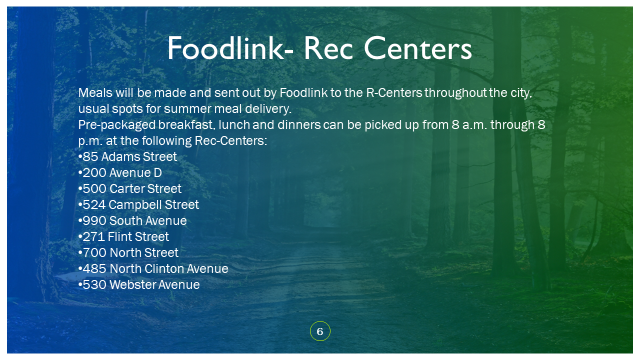 Foodlink- Rec Centers
Meals will be made and sent out by Foodlink to the R-Centers throughout the city,
usual spots for summer meal delivery.
Pre-packaged breakfast, lunch and dinners can be picked up from 8 a.m. through 8
p.m. at the following Rec-Centers:
•85 Adams Street
•200 Avenue D
•500 Carter Street
•524 Campbell Street
•990 South Avenue
•271 Flint Street
•700 North Street
•485 North Clinton Avenue
•530 Webster Avenue
6